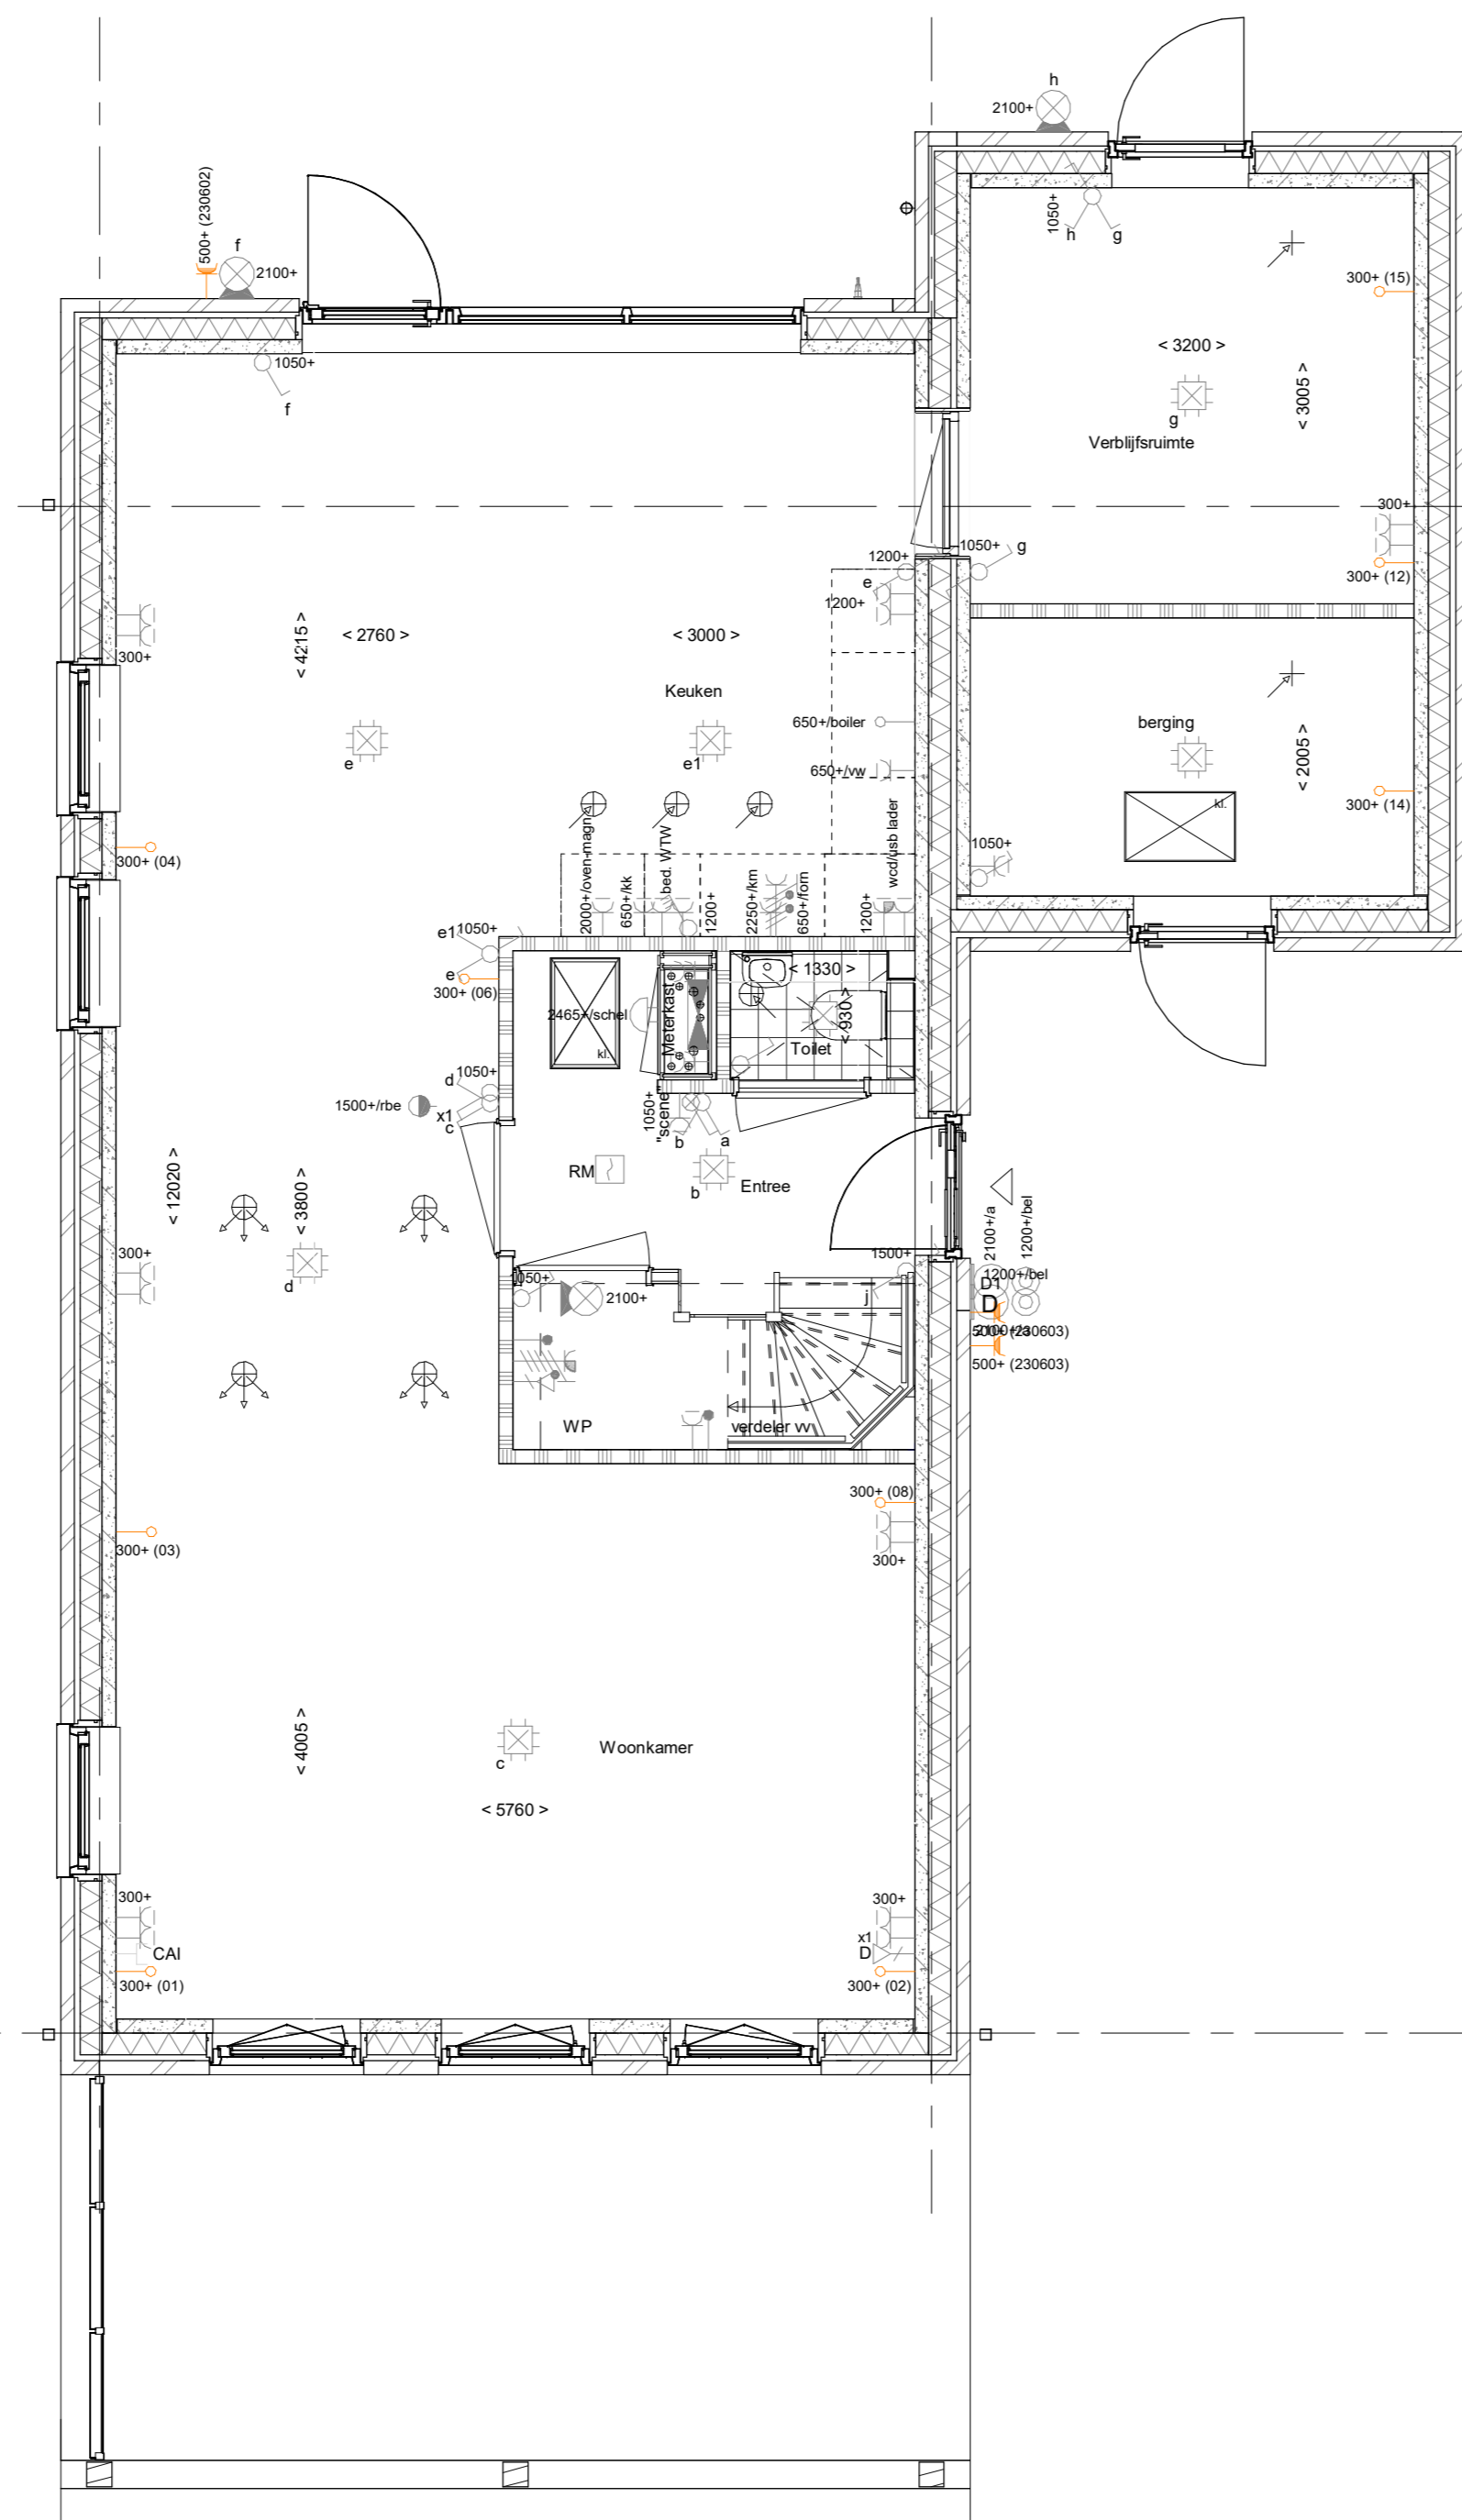 h
2100+
500+ (230602)
f
2100+
1050+
h
g
300+ (15)
1050+
f
< 3200 >
< 3005 >
g
Verblijfsruimte
300+
300+ (12)
1200+
e
1050+
g
1200+
300+
< 4215 >
< 2760 >
< 3000 >
Keuken
e
e1
650+/boiler
650+/vw
berging
< 2005 >
kl.
300+ (14)
1050+
300+ (04)
2000+/oven-magn
650+/kk
bed. WTW
1200+
2250+/km
650+/forn
1200+
wcd/usb lader
e1
1050+
e
300+ (06)
2465+/schel
kl.
Meterkast
< 1330 >
< 930 >
Toilet
d
1050+
1500+/rbe
x1
c
1050+
"scene"
b
a
RM
b
Entree
< 12020 >
< 3800 >
300+
d
1050+
2100+
1500+
j
2100+/a
1200+/bel
1200+/bel
D1
D
2100+/a
500+ (230603)
500+ (230603)
WP
verdeler vv
300+ (08)
300+
300+ (03)
< 4005 >
c
Woonkamer
< 5760 >
300+
CAI
300+ (01)
300+
x1
D
300+ (02)